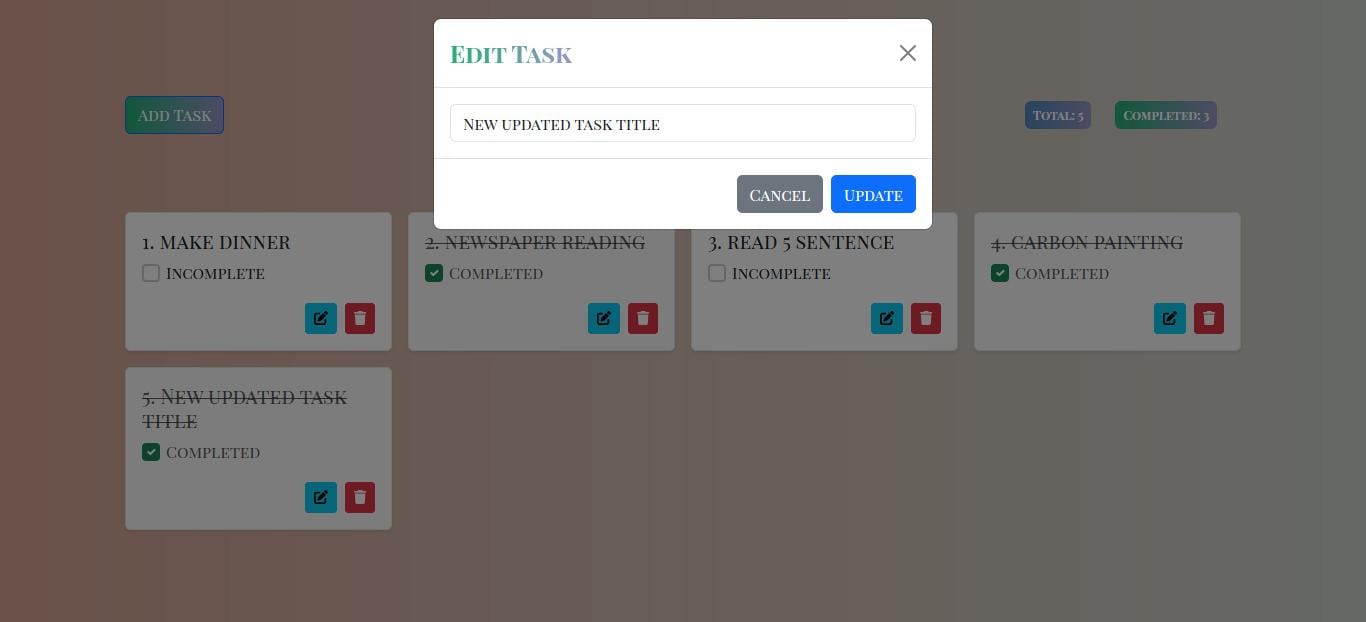 Edit Task
New updated task title
Add Task
Total: 5
Completed: 3
Cancel
Update
1. make dinner
Incomplete
2. newspaper reading
Completed
3. read 5 sentence
Incomplete
4. carbon painting
Completed
5. New updated task
title
Completed